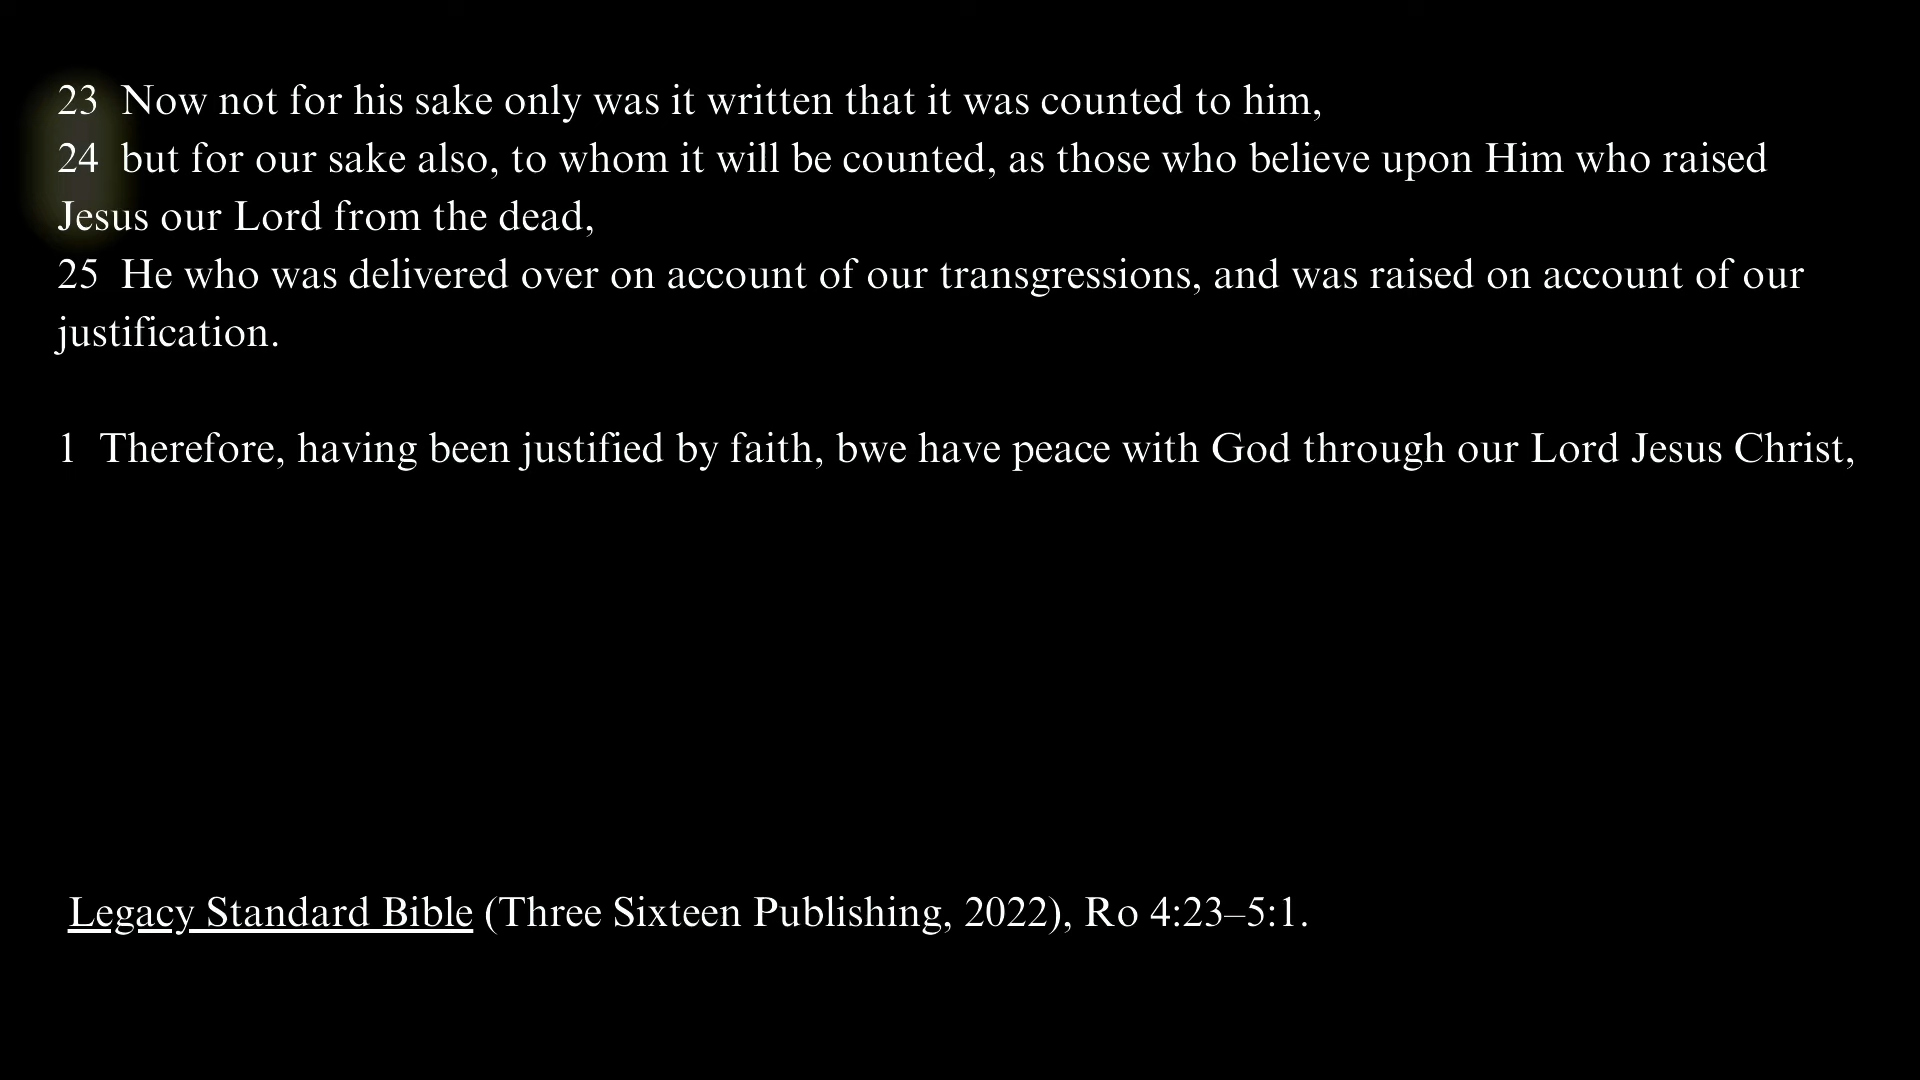 23 Now not for his sake only was it written that it was counted to him,
24 but for our sake also, to whom it will be counted, as those who believe upon Him who raised
Jesus our Lord from the dead,
25 He who was delivered over on account of our transgressions, and was raised on account of our
justification.
1 Therefore, having been justified by faith, bwe have peace with God through our Lord Jesus Christ,
Legacy Standard Bible (Three Sixteen Publishing, 2022), Ro 4:23–5:1.